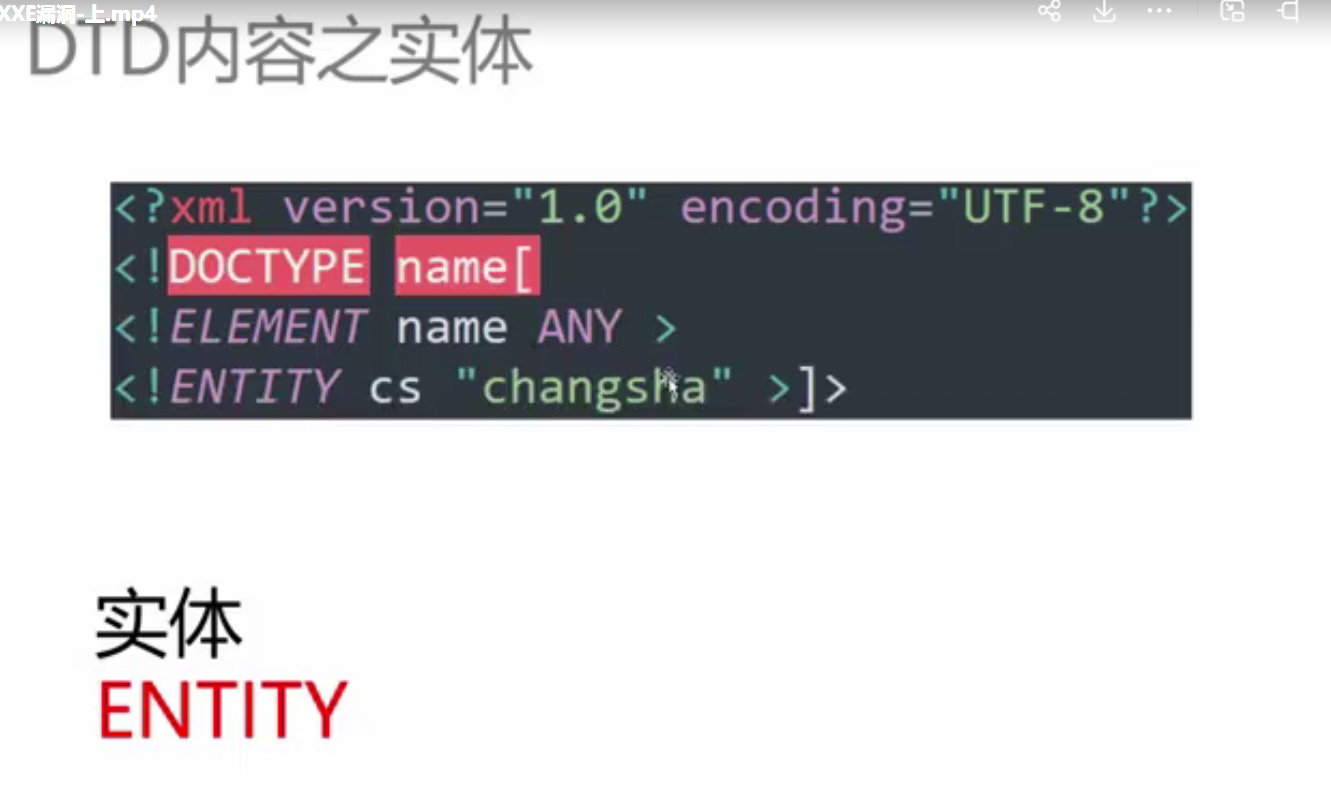 XXE漏洞-上.mp4
DTD内容之实体
<?xml version="1.0" encoding="UTF-8"?>
<!DOCTYPE name[
<!ELEMENT name ANY >
<!ENTITY cs "changsha" >]>
实体
ENTITY